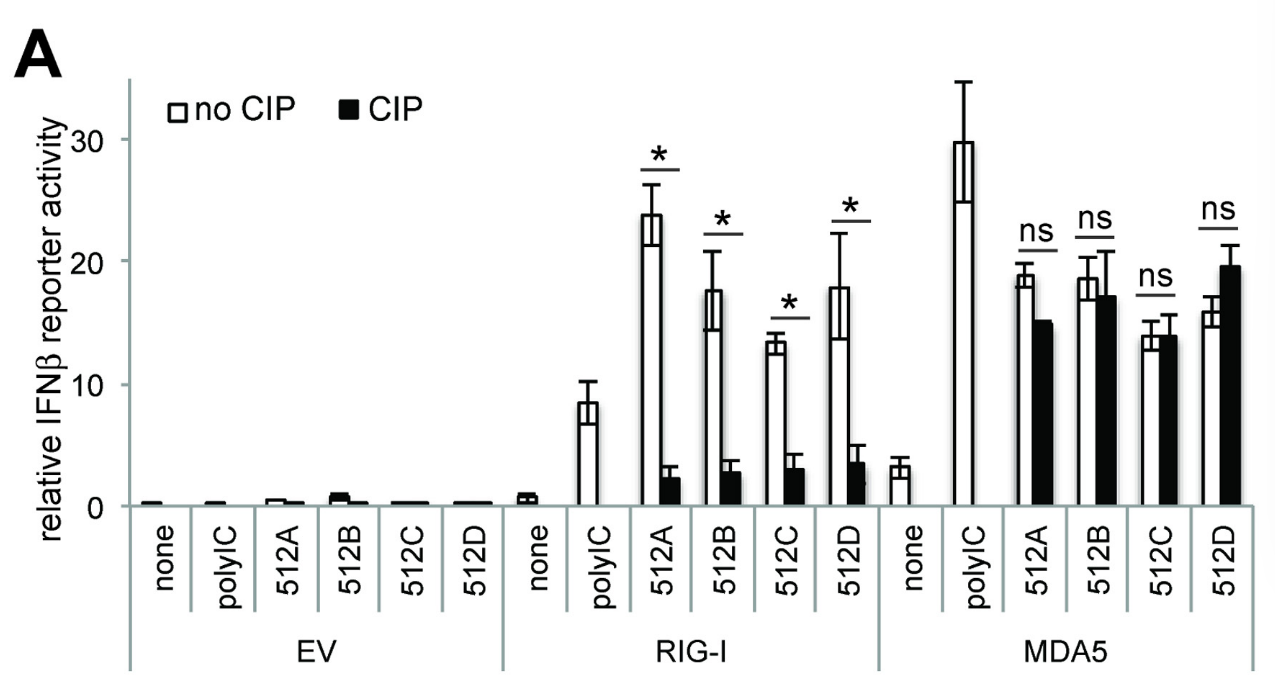 A
no CIP CIP
relative IFNβ reporter activity
30
20
10
0
* * * * ns ns ns ns
none polyIC 512A 512B 512C 512D none polyIC 512A 512B 512C 512D none polyIC 512A 512B 512C 512D
EV RIG-I MDA5